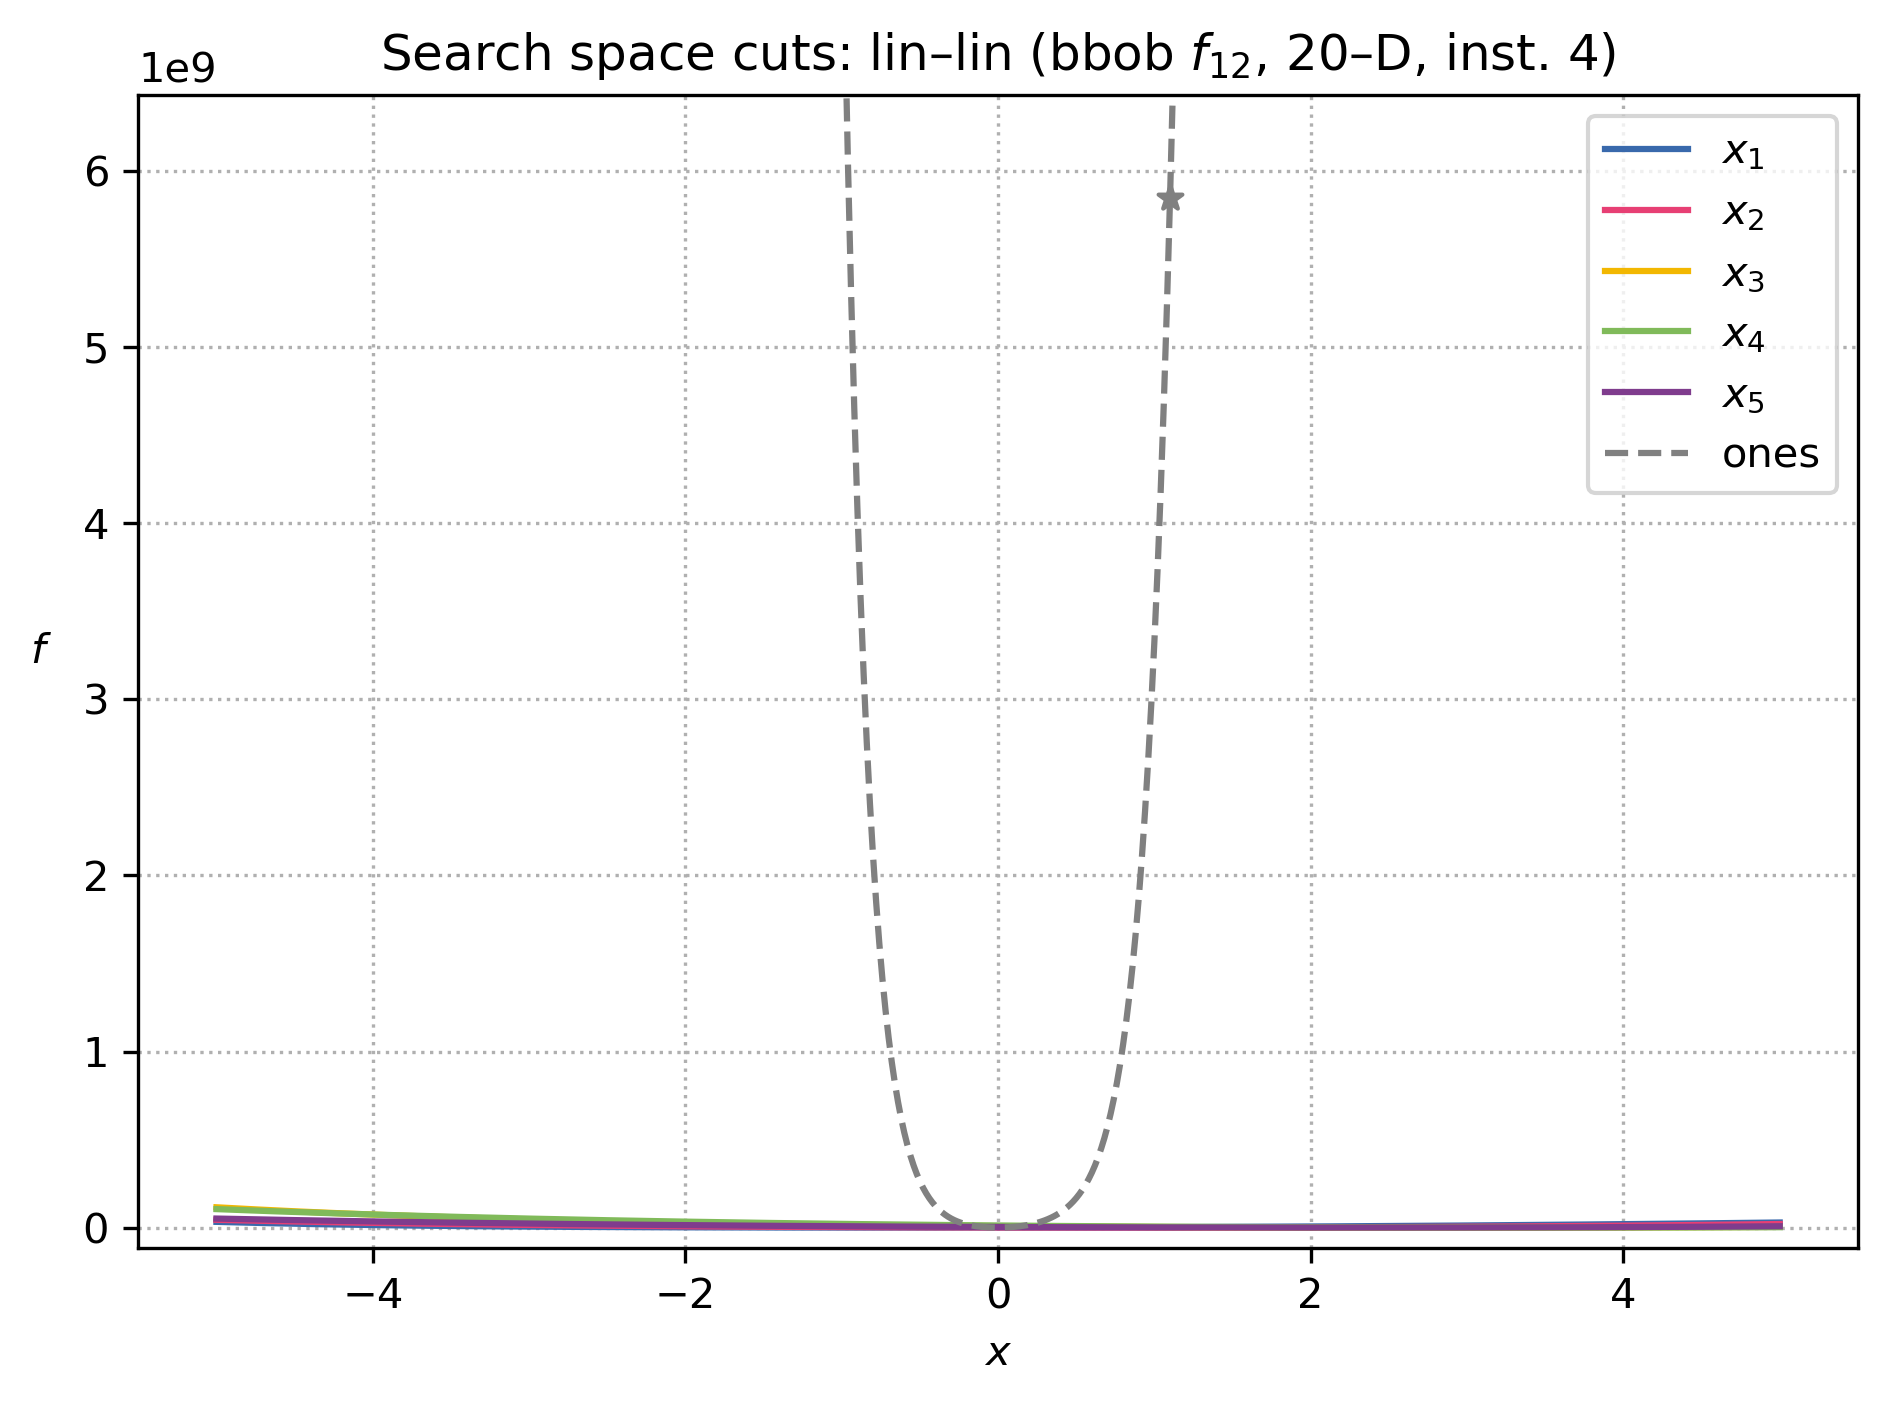 Search space cuts: lin–lin (bbob f12, 20–D, inst. 4)
1e9
6
5
4
3
2
1
0
f
−4
−2
0
2
4
x
x1
x2
x3
x4
x5
ones